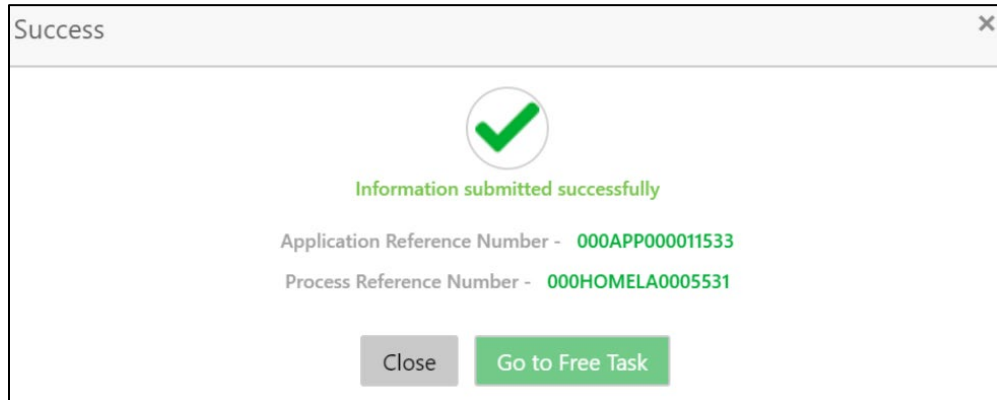 Success
Information submitted successfully
Application Reference Number - 000APP000011533
Process Reference Number - 000HOMELA0005531
Close Go to Free Task